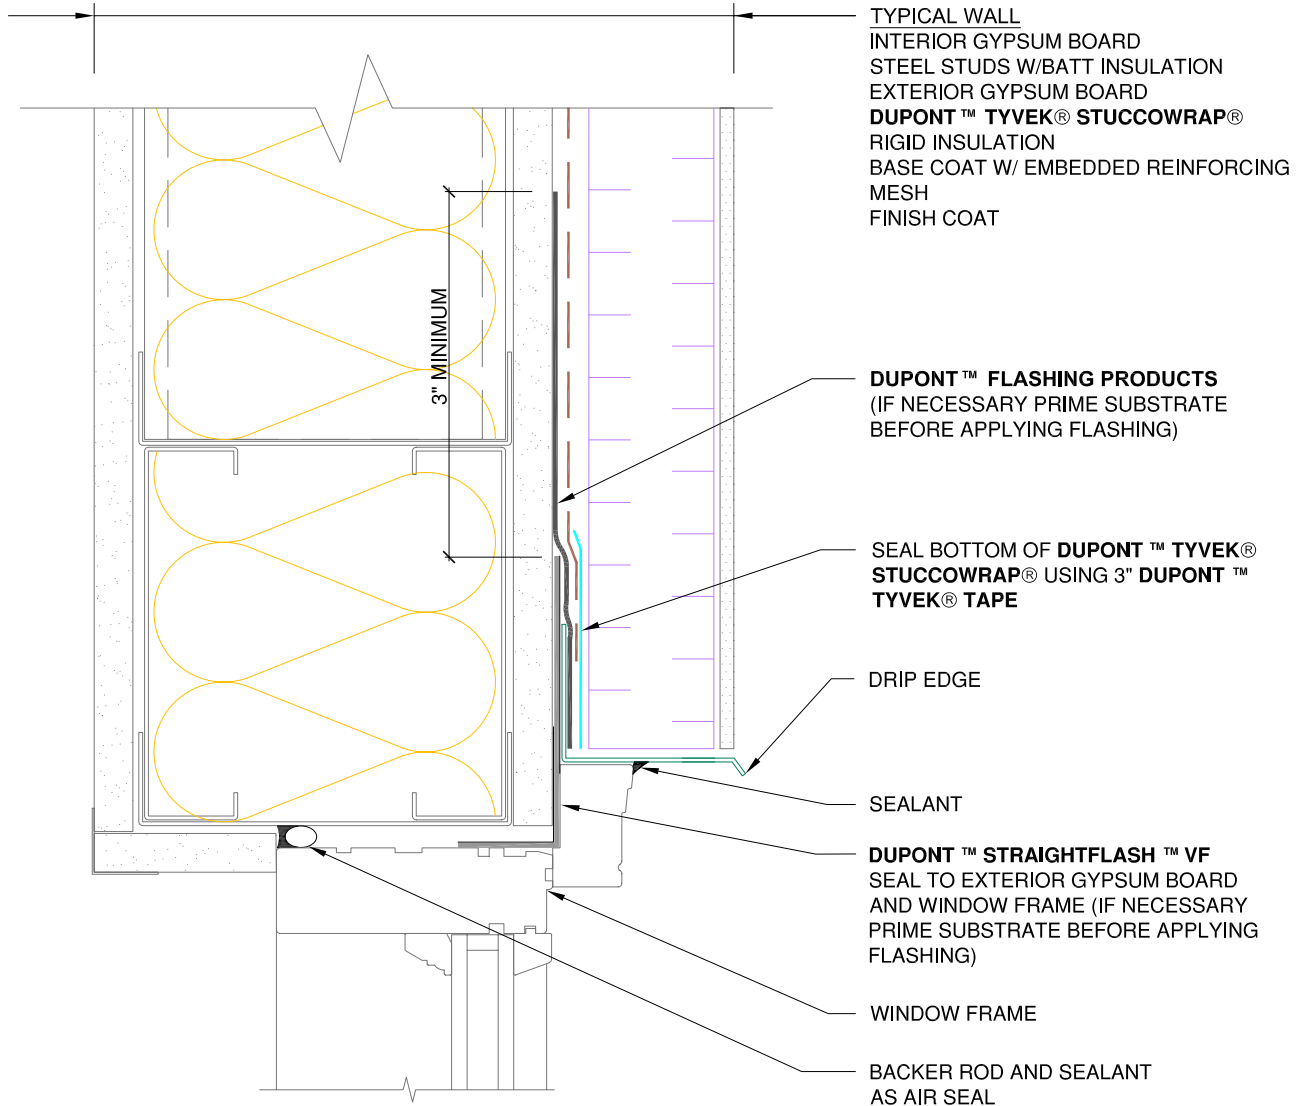 TYPICAL WALL
INTERIOR GYPSUM BOARD
STEEL STUDS W/BATT INSULATION
EXTERIOR GYPSUM BOARD
DUPONT™ TYVEK® STUCCOWRAP®
RIGID INSULATION
BASE COAT W/ EMBEDDED REINFORCING
MESH
FINISH COAT
3" MINIMUM
DUPONT™ FLASHING PRODUCTS
(IF NECESSARY PRIME SUBSTRATE
BEFORE APPLYING FLASHING)
SEAL BOTTOM OF DUPONT ™ TYVEK®
STUCCOWRAP® USING 3" DUPONT ™
TYVEK® TAPE
DRIP EDGE
SEALANT
DUPONT ™ STRAIGHTFLASH ™ VF
SEAL TO EXTERIOR GYPSUM BOARD
AND WINDOW FRAME (IF NECESSARY
PRIME SUBSTRATE BEFORE APPLYING
FLASHING)
WINDOW FRAME
BACKER ROD AND SEALANT
AS AIR SEAL